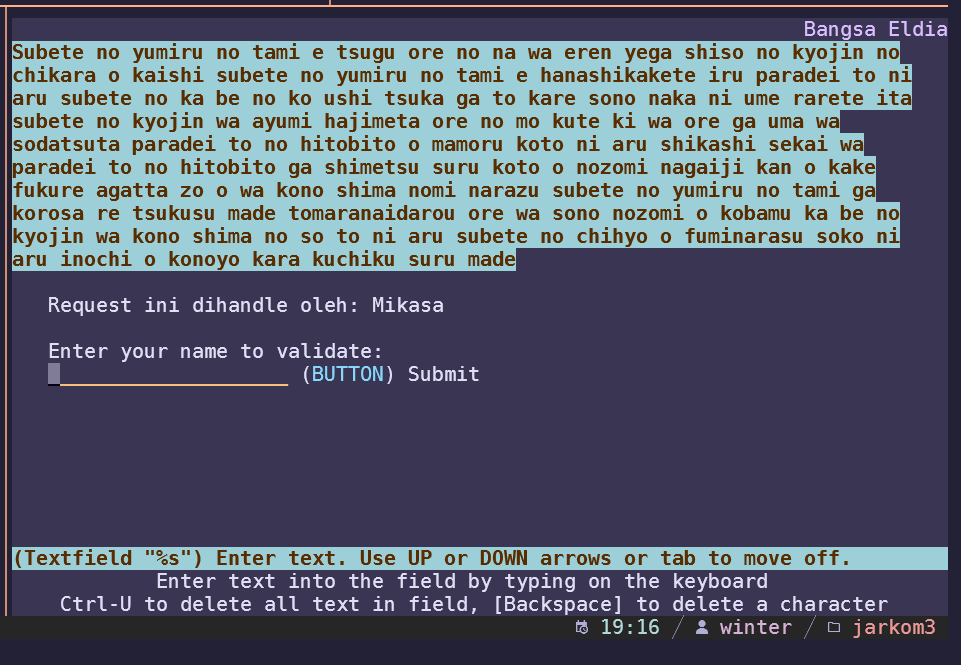 Bangsa Eldia
Subete no yumiru no tami e tsugu ore no na wa eren yega shiso no kyojin no
chikara o kaishi subete no yumiru no tami e hanashikakete iru paradei to ni
aru subete no ka be no ko ushi tsuka ga to kare sono naka ni ume rarete ita
subete no kyojin wa ayumi hajimeta ore no mo kute ki wa ore ga uma wa
sodatsuta paradei to no hitobito o mamoru koto ni aru shikashi sekai wa
paradei to no hitobito ga shimetsu suru koto o nozomi nagaiji kan o kake
fukure agatta zo o wa kono shima nomi narazu subete no yumiru no tami ga
korosa re tsukusu made tomaranaidarou ore wa sono nozomi o kobamu ka be no
kyojin wa kono shima no so to ni aru subete no chihyo o fuminarasu soko ni
aru inochi o konoyo kara kuchiku suru made
Request ini dihandle oleh: Mikasa
Enter your name to validate:
(BUTTON) Submit
(Textfield "%s") Enter text. Use UP or DOWN arrows or tab to move off.
Enter text into the field by typing on the keyboard
Ctrl-U to delete all text in field, [Backspace] to delete a character
19:16 / winter / jarkom3